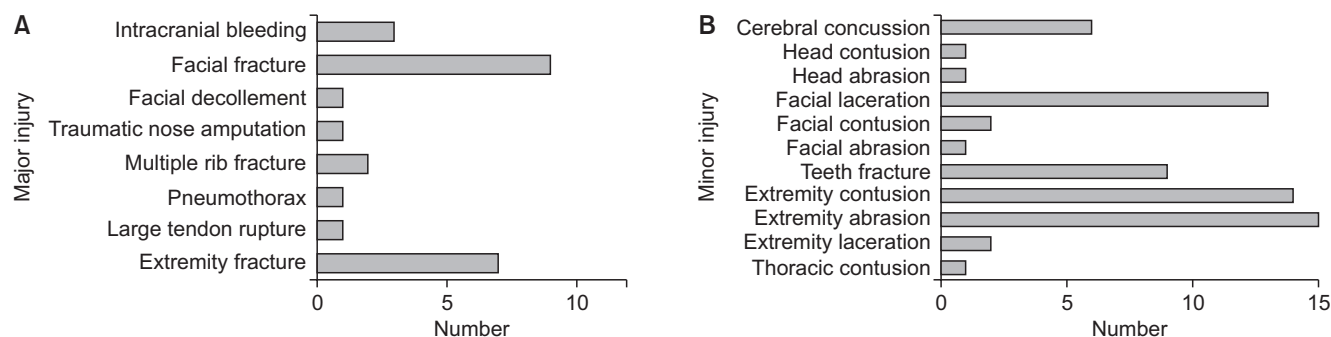 A
Major injury
Intracranial bleeding
Facial fracture
Facial decollement
Traumatic nose amputation
Multiple rib fracture
Pneumothorax
Large tendon rupture
Extremity fracture
0 5 10
Number
B
Minor injury
Cerebral concussion
Head contusion
Head abrasion
Facial laceration
Facial contusion
Facial abrasion
Teeth fracture
Extremity contusion
Extremity abrasion
Extremity laceration
Thoracic contusion
0 5 10 15
Number